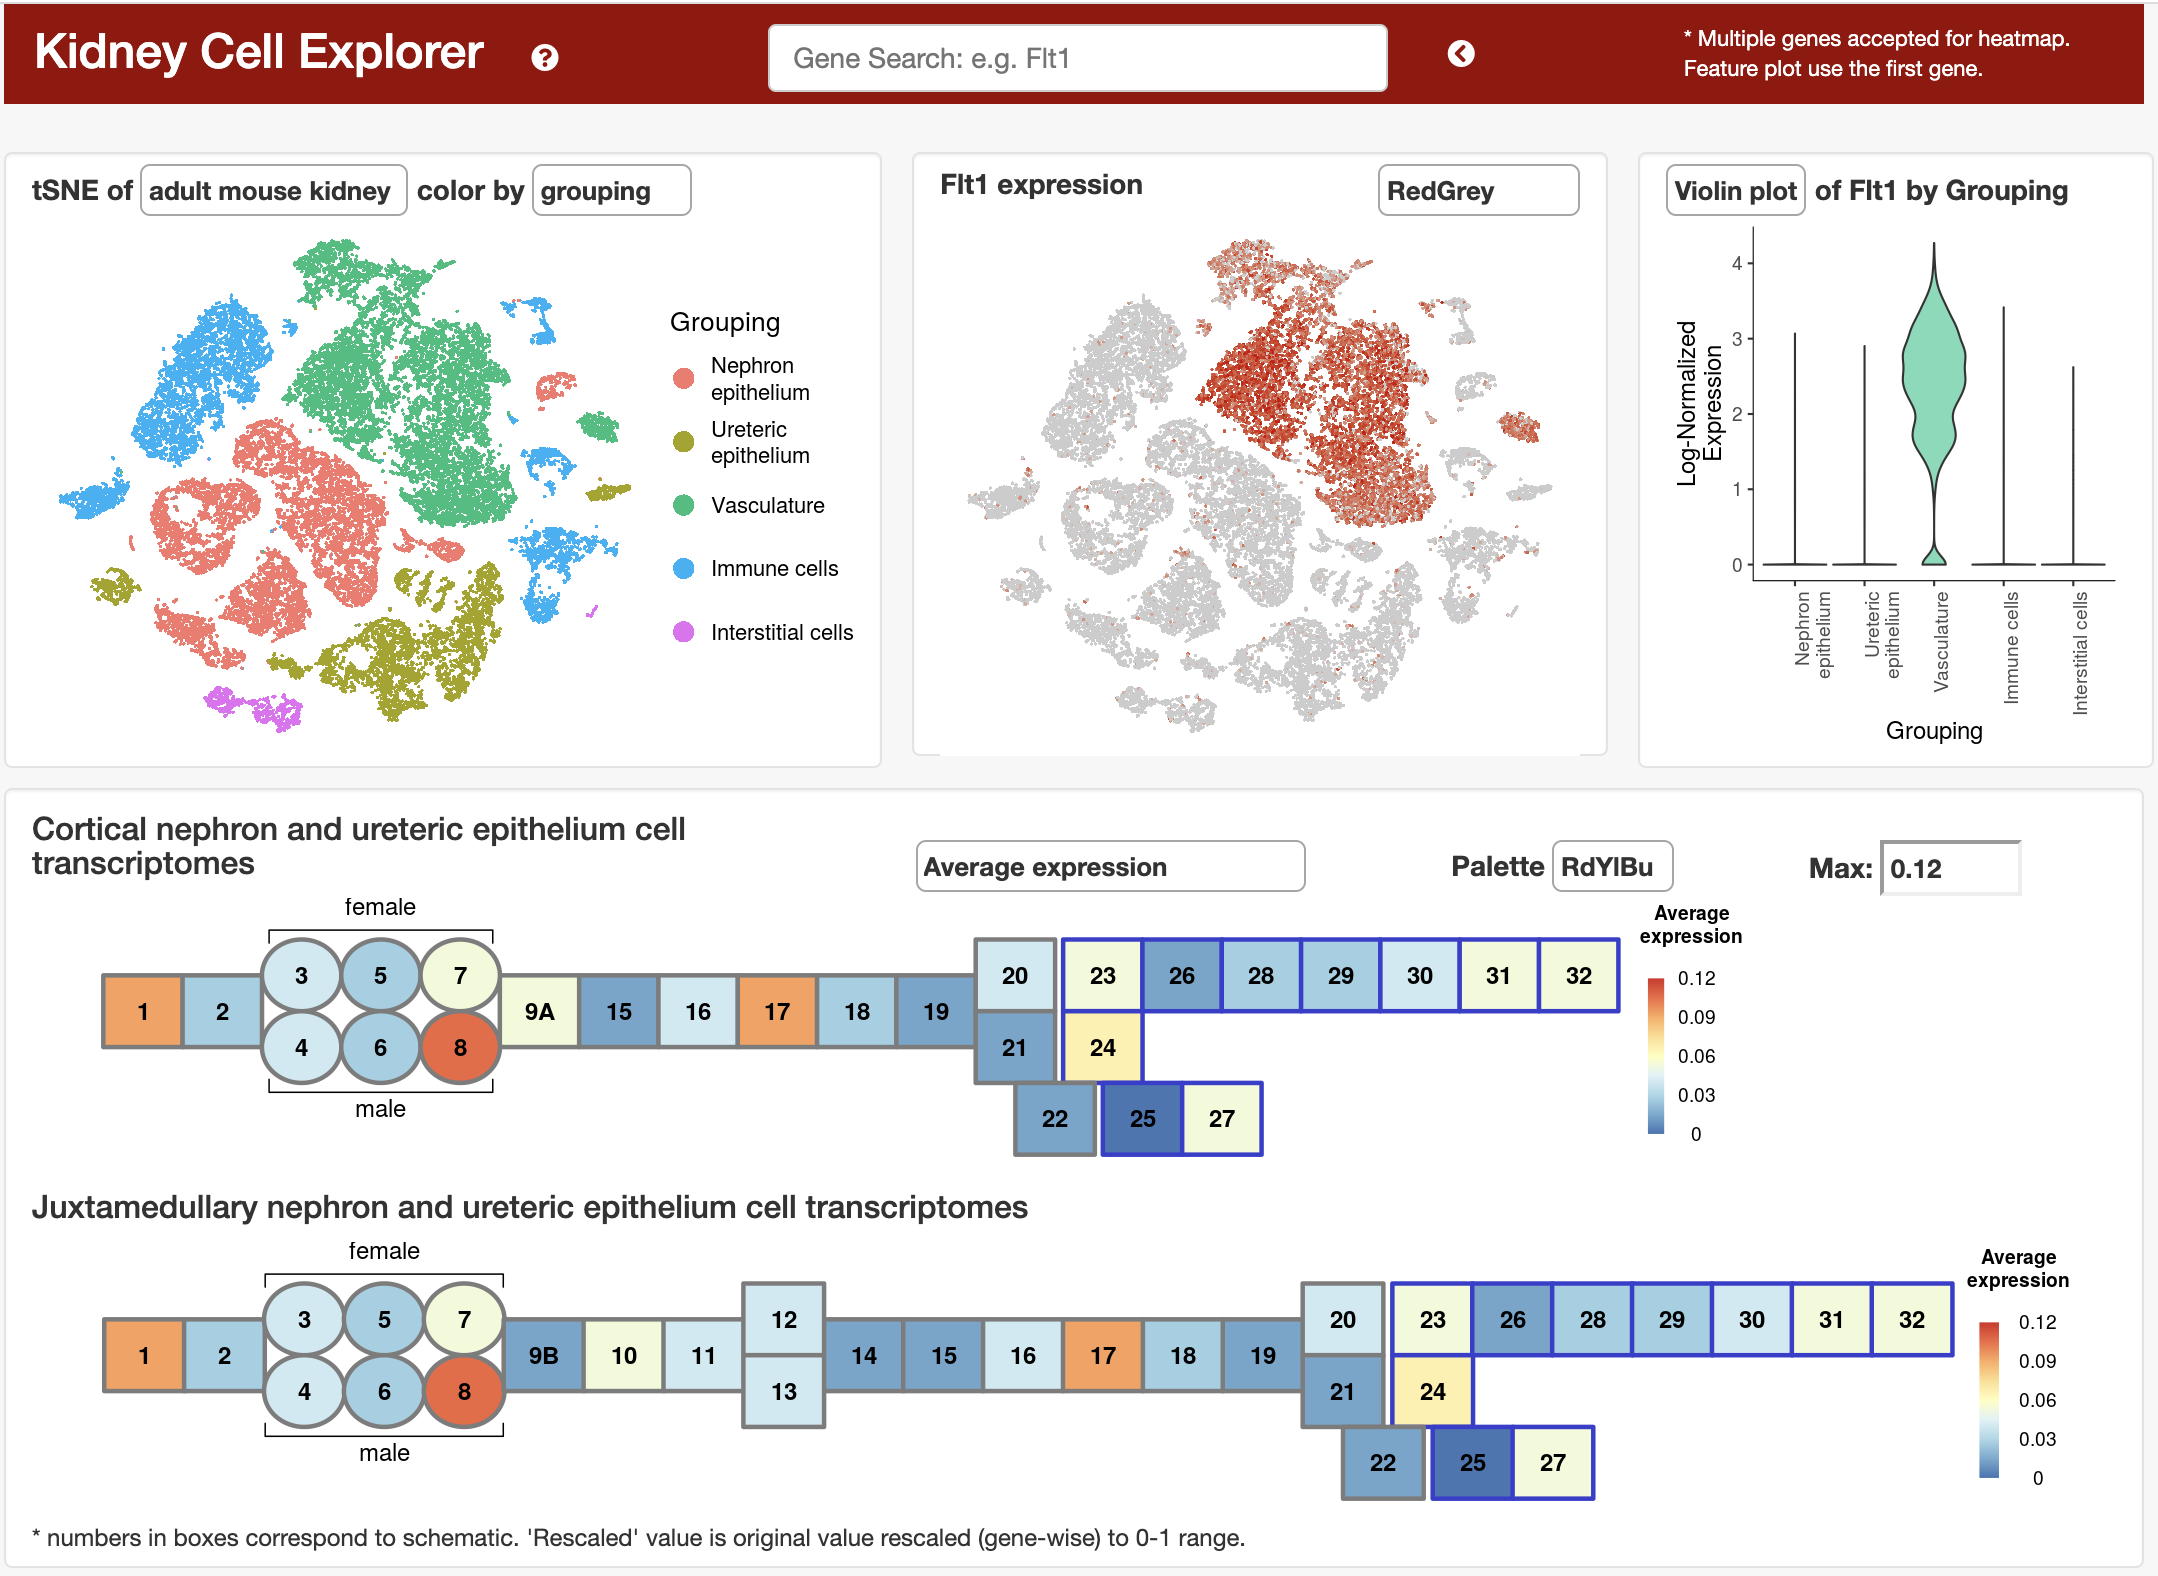 Kidney Cell Explorer
?
Gene Search: e.g. Flt1
* Multiple genes accepted for heatmap.
Feature plot use the first gene.
tSNE of adult mouse kidney color by grouping
Grouping
Nephron
epithelium
Ureteric
epithelium
Vasculature
Immune cells
Interstitial cells
Flt1 expression
RedGrey
Violin plot of Flt1 by Grouping
Log-Normalized
Expression
4
3
2
1
0
Nephron
epithelium
Ureteric
epithelium
Vasculature
Immune cells
Interstitial cells
Grouping
Cortical nephron and ureteric epithelium cell
transcriptomes
Average expression
Palette RdYlBu
Max: 0.12
female
3 5 7
1 2
4 6 8
male
9A 15 16 17 18 19
20 23 26 28 29 30 31 32
21 24
22 25 27
Average
expression
0.12
0.09
0.06
0.03
0
Juxtamedullary nephron and ureteric epithelium cell transcriptomes
female
3 5 7
1 2
4 6 8
male
9B 10 11
12
13
14 15 16 17 18 19
20 23 26 28 29 30 31 32
21 24
22 25 27
Average
expression
0.12
0.09
0.06
0.03
0
* numbers in boxes correspond to schematic. 'Rescaled' value is original value rescaled (gene-wise) to 0-1 range.